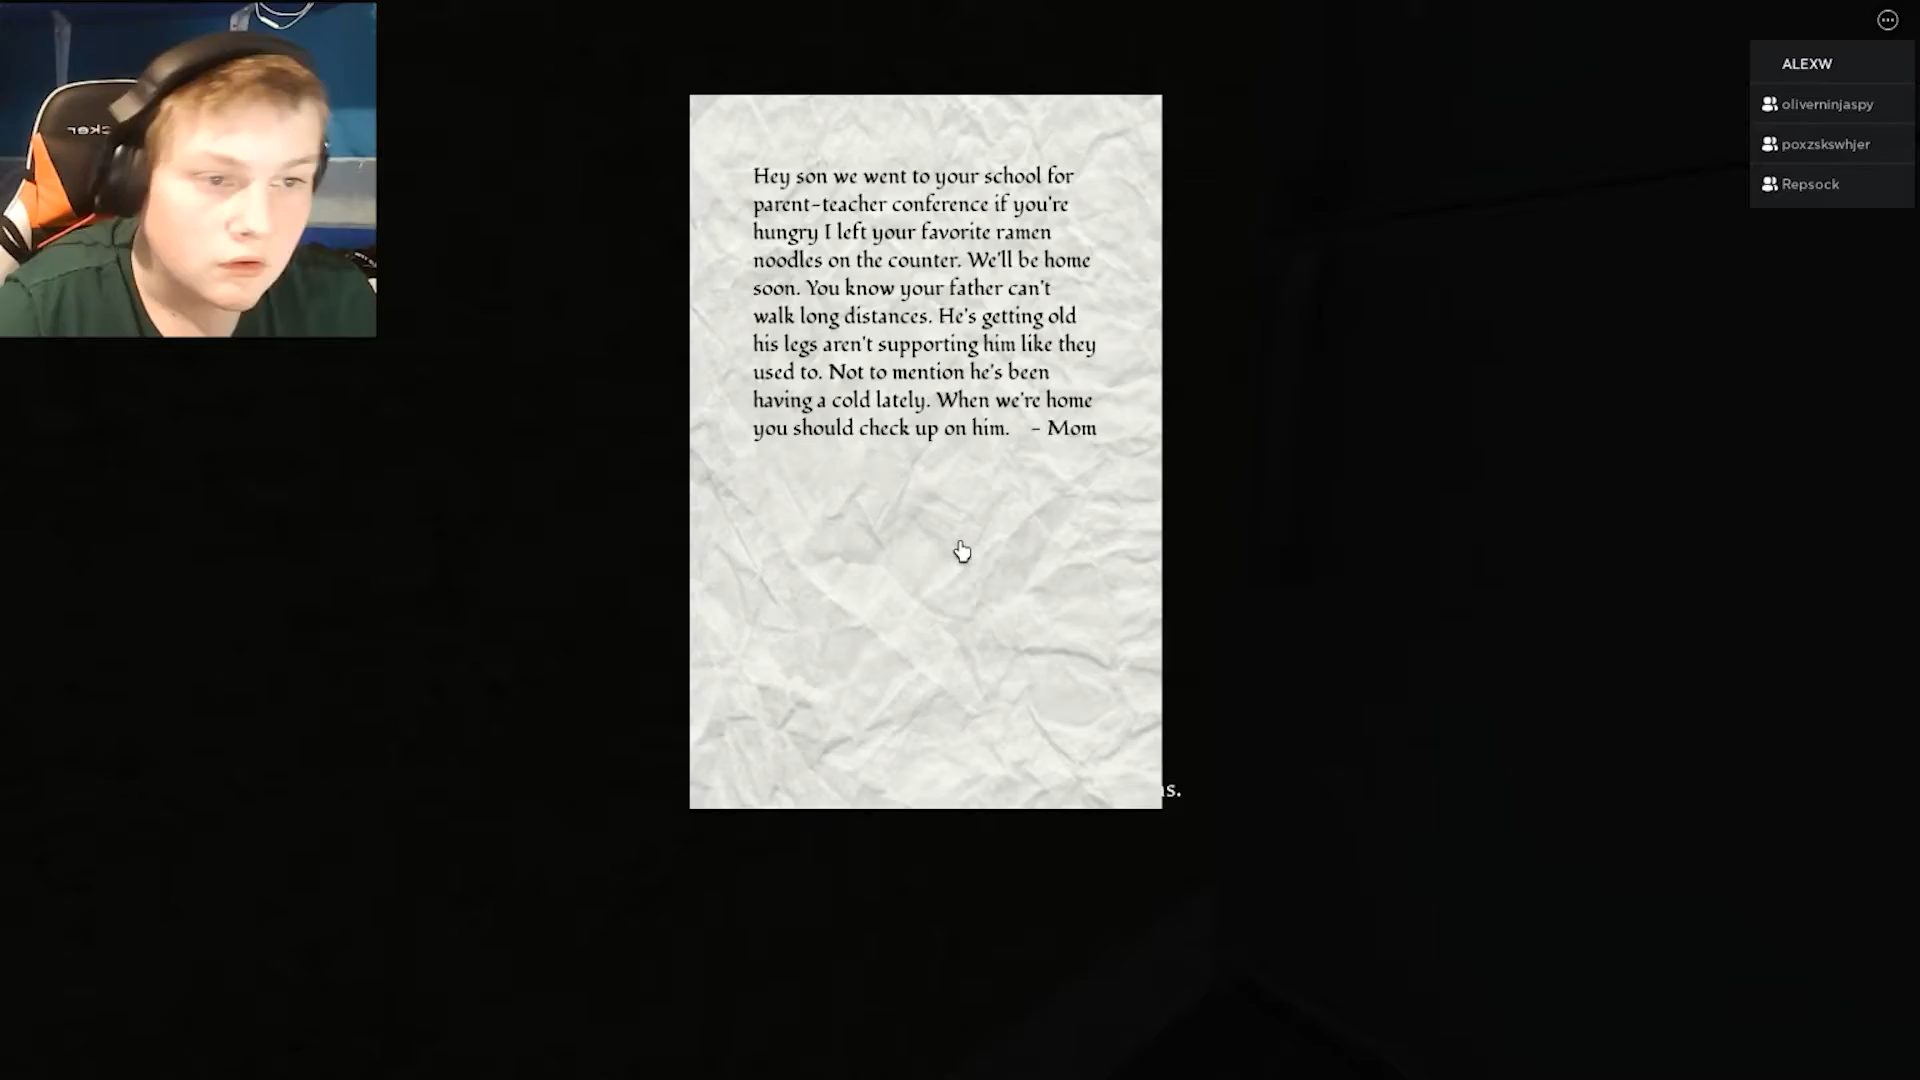 ALEXW
oliverninjaspy
poxzskswhjer
Repsock
Hey son we went to your school for
parent-teacher conference if you're
hungry I left your favorite ramen
noodles on the counter. We'll be home
soon. You know your father can't
walk long distances. He's getting old
his legs aren't supporting him like they
used to. Not to mention he's been
having a cold lately. When we're home
you should check up on him. - Mom